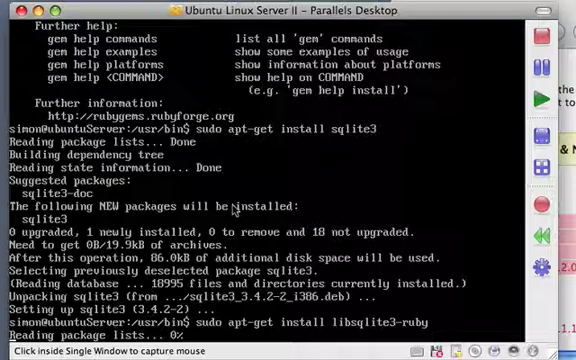 Ubuntu Linux Server II - Parallels Desktop
Further help:
gem help commands list all 'gem' commands
gem help examples show some examples of usage
gem help platforms show information about platforms
gem help <COMMAND> show help on COMMAND
(e.g. 'gem help install')
Further information:
http://rubygems.rubyforge.org
simon@ubuntuServer:/usr/bin$ sudo apt-get install sqlite3
Reading package lists... Done
Building dependency tree
Reading state information... Done
Suggested packages:
sqlite3-doc
The following NEW packages will be installed:
sqlite3
0 upgraded, 1 newly installed, 0 to remove and 18 not upgraded.
Need to get 0B/19.9kB of archives.
After this operation, 86.0kB of additional disk space will be used.
Selecting previously deselected package sqlite3.
(Reading database ... 18995 files and directories currently installed.)
Unpacking sqlite3 (from .../sqlite3_3.4.2-2_i386.deb) ...
Setting up sqlite3 (3.4.2-2) ...
simon@ubuntuServer:/usr/bin$ sudo apt-get install libsqlite3-ruby
Reading package lists... 0%
Click inside Single Window to capture mouse